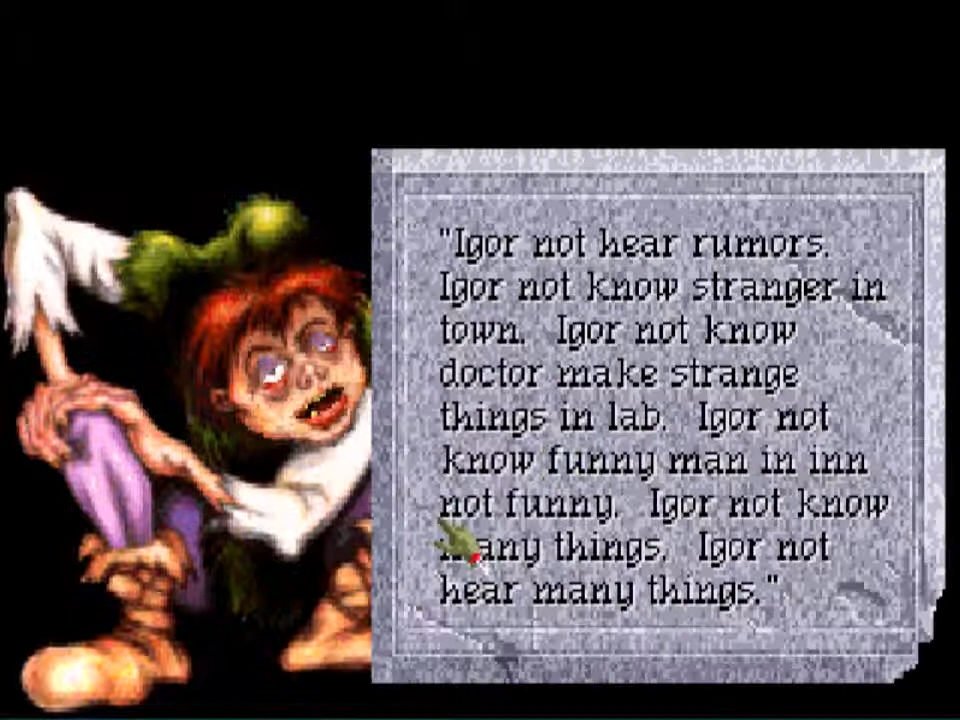 "Igor not hear rumors.
Igor not know stranger in
town.  Igor not know
doctor make strange
things in lab.  Igor not
know funny man in inn
not funny.  Igor not know
many things.  Igor not
hear many things."